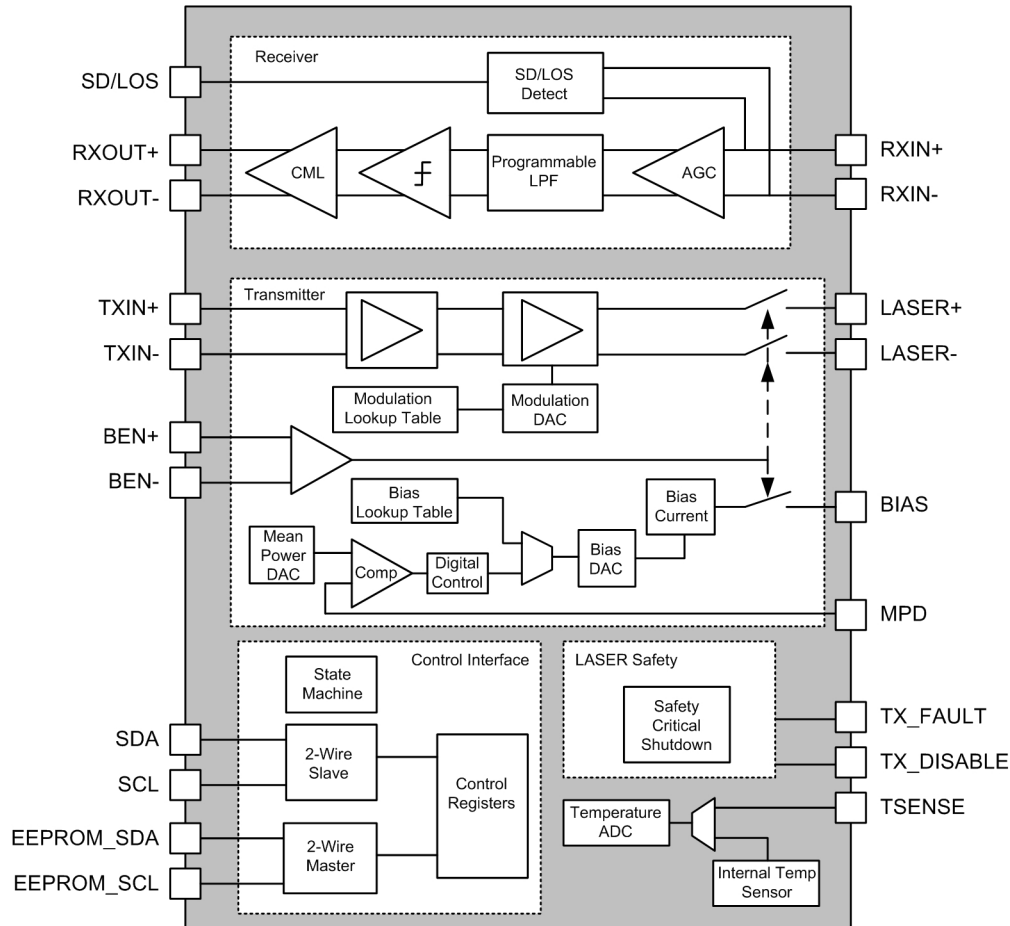 Receiver
SD/LOS
SD/LOS
Detect
RXOUT+
RXOUT-
CML
Programmable
LPF
AGC
RXIN+
RXIN-
Transmitter
TXIN+
TXIN-
LASER+
LASER-
Modulation
Lookup Table
Modulation
DAC
BEN+
BEN-
Bias
Lookup Table
Bias
Current
BIAS
Mean
Power
DAC
Comp
Digital
Control
Bias
DAC
MPD
Control Interface
State
Machine
SDA
SCL
2-Wire
Slave
Control
Registers
EEPROM_SDA
EEPROM_SCL
2-Wire
Master
LASER Safety
Safety
Critical
Shutdown
TX_FAULT
TX_DISABLE
TSENSE
Temperature
ADC
Internal Temp
Sensor